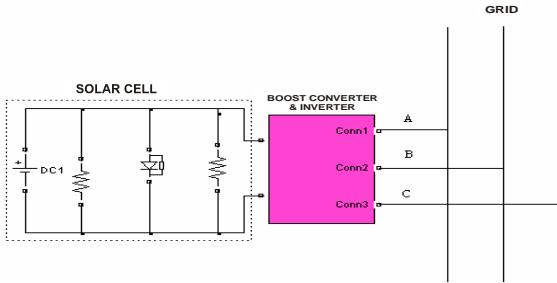 GRID
SOLAR CELL
BOOST CONVERTER
& INVERTER
A
Conn1
B
+
DC1
Conn2
C
Conn3